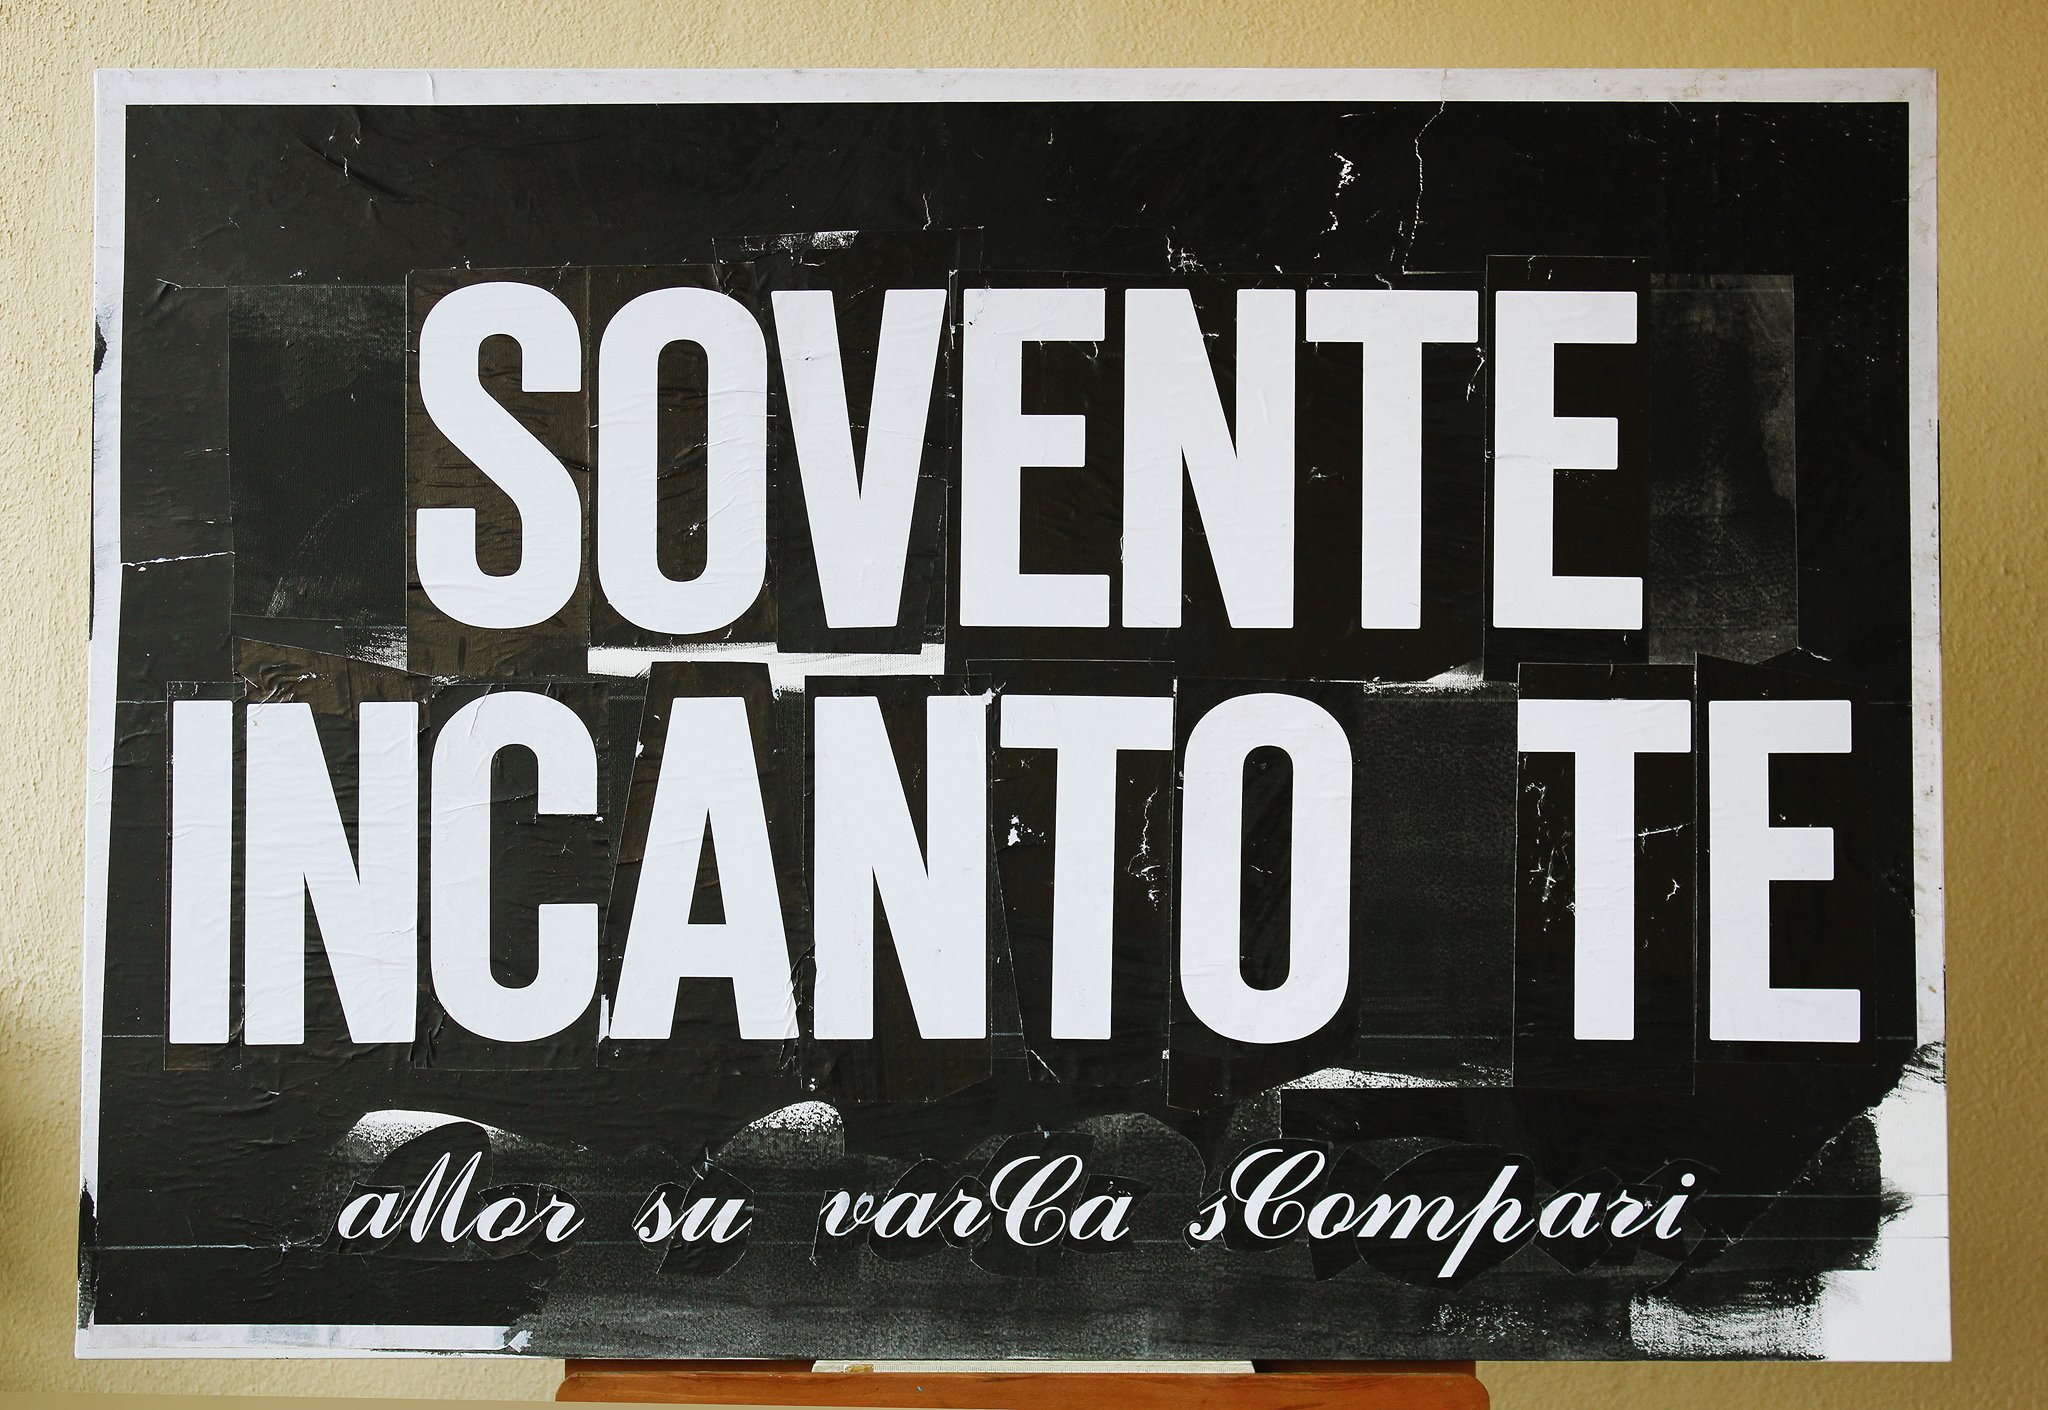 SOVENTE
INCANTO TE
aMor su varCa sCompari